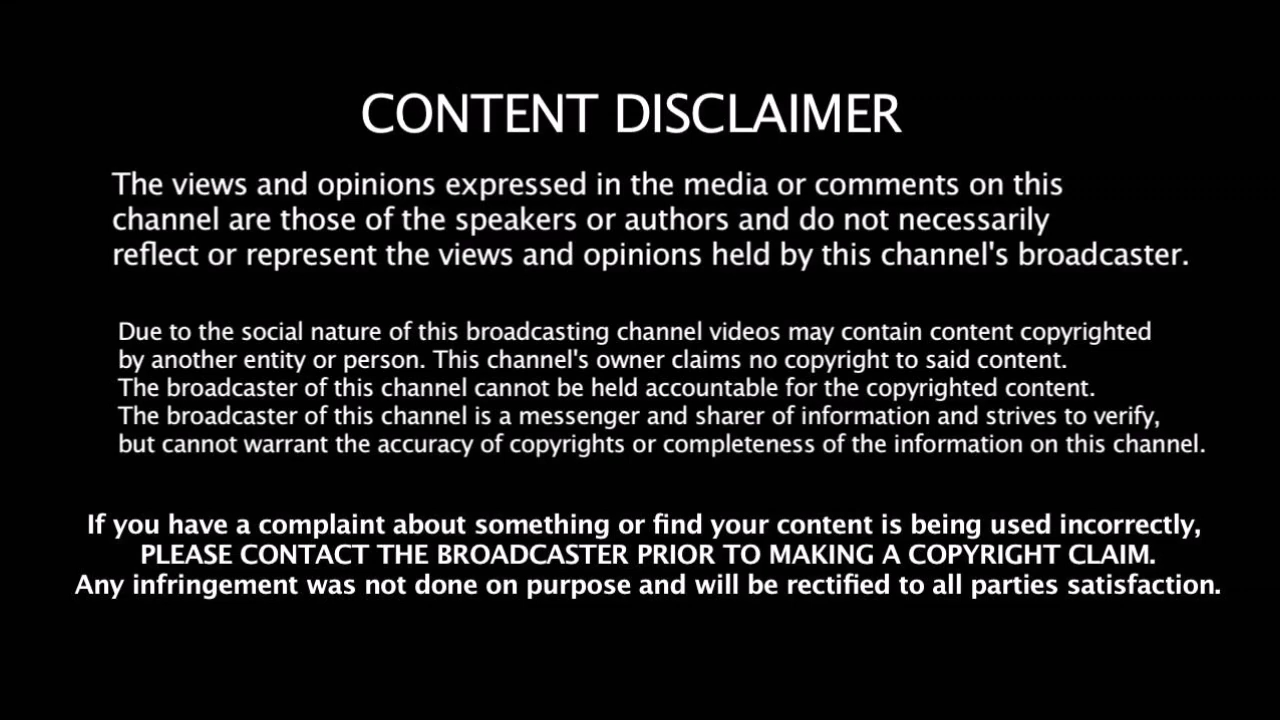 CONTENT DISCLAIMER
The views and opinions expressed in the media or comments on this
channel are those of the speakers or authors and do not necessarily
reflect or represent the views and opinions held by this channel's broadcaster.
Due to the social nature of this broadcasting channel videos may contain content copyrighted
by another entity or person. This channel's owner claims no copyright to said content.
The broadcaster of this channel cannot be held accountable for the copyrighted content.
The broadcaster of this channel is a messenger and sharer of information and strives to verify,
but cannot warrant the accuracy of copyrights or completeness of the information on this channel.
If you have a complaint about something or find your content is being used incorrectly,
PLEASE CONTACT THE BROADCASTER PRIOR TO MAKING A COPYRIGHT CLAIM.
Any infringement was not done on purpose and will be rectified to all parties satisfaction.